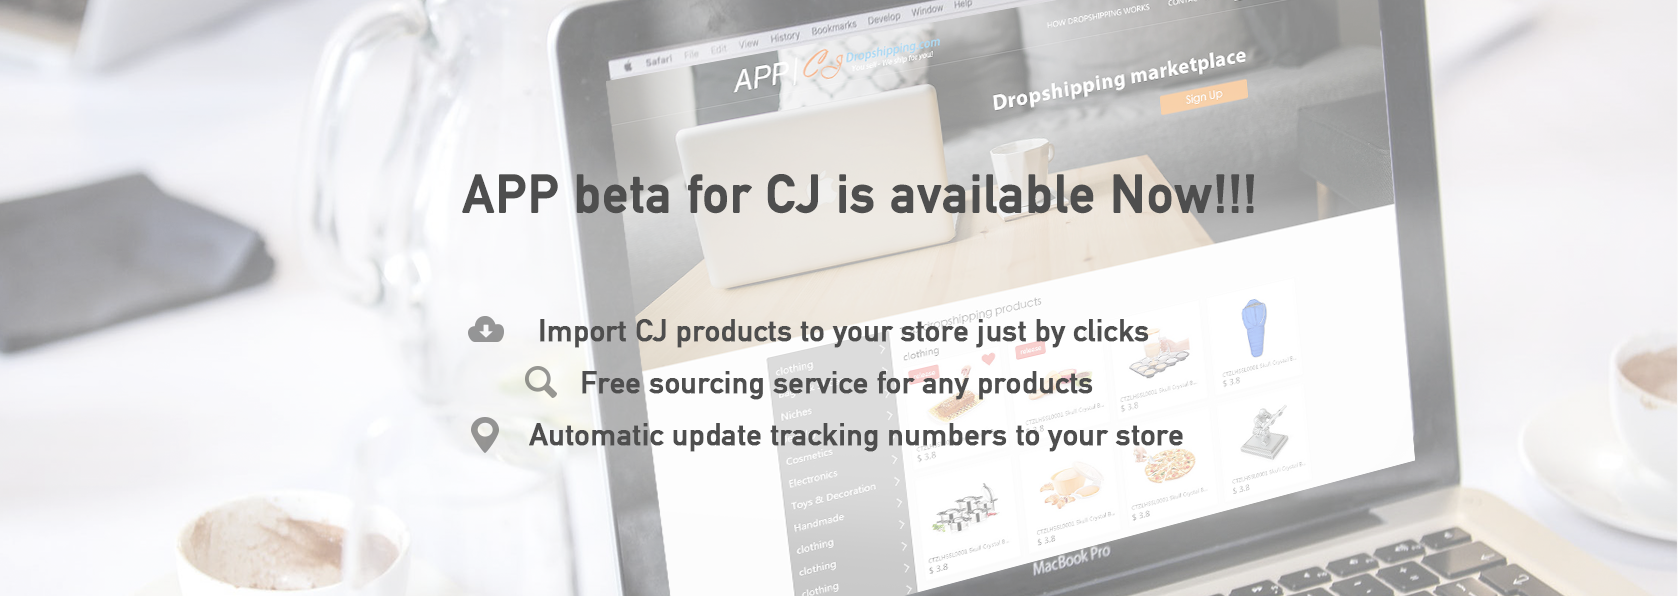 Safari File Edit View History Bookmarks Develop Window Help
HOW DROPSHIPPING WORKS
APP CJ Dropshipping.com
Dropshipping marketplace
Sign Up
APP beta for CJ is available Now!!!
dropshipping products
Import CJ products to your store just by clicks
clothing
clothing
Free sourcing service for any products
Niches
$ 3.8
$ 3.8
Automatic update tracking numbers to your store
Cosmetics
$ 3.8
Electronics
Toys & Decoration
Handmade
$ 3.8
$ 3.8
clothing
$ 3.8
clothing
$ 3.8
clothing
MacBook Pro